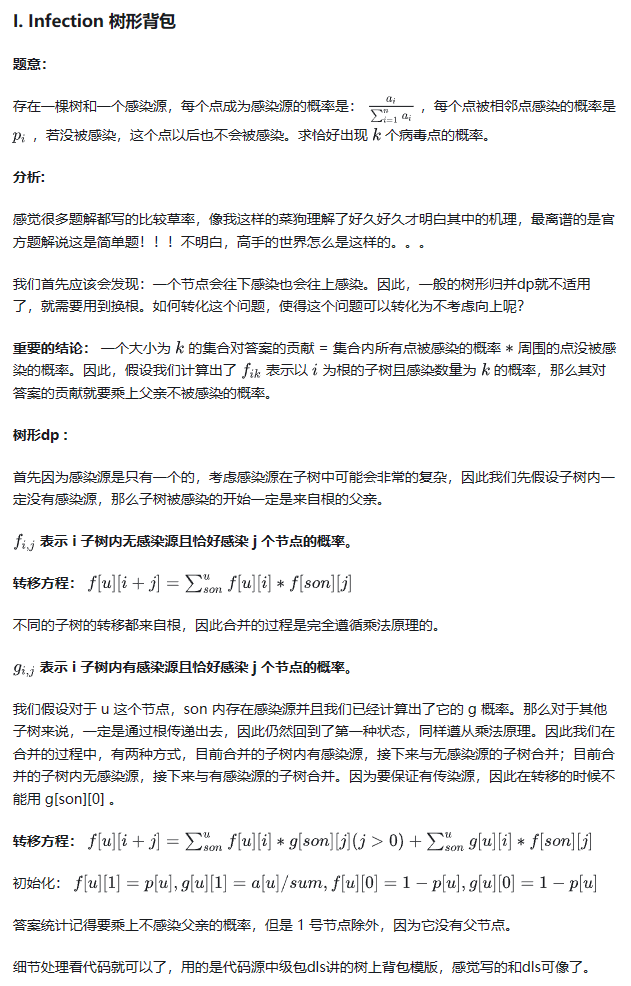 I. Infection 树形背包
题意：
存在一棵树和一个感染源，每个点成为感染源的概率是： $\frac{a_i}{\sum_{i=1}^{n} a_i}$ ，每个点被相邻点感染的概率是
$p_i$ ，若没被感染，这个点以后也不会被感染。求恰好出现 $k$ 个病毒点的概率。
分析:
感觉很多题解都写的比较草率，像我这样的菜狗理解了好久好久才明白其中的机理，最离谱的是官
方题解说这是简单题！！！不明白，高手的世界怎么是这样的。。。
我们首先应该会发现：一个节点会往下感染也会往上感染。因此，一般的树形归并dp就不适用
了，就需要用到换根。如何转化这个问题，使得这个问题可以转化为不考虑向上呢？
重要的结论： 一个大小为 $k$ 的集合对答案的贡献 = 集合内所有点被感染的概率 * 周围的点没被感
染的概率。因此，假设我们计算出了 $f_{ik}$ 表示以 $i$ 为根的子树且感染数量为 $k$ 的概率，那么其对
答案的贡献就要乘上父亲不被感染的概率。
树形dp：
首先因为感染源是只有一个的，考虑感染源在子树中可能会非常的复杂，因此我们先假设子树内一
定没有感染源，那么子树被感染的开始一定是来自根的父亲。
$f_{i,j}$ 表示 i 子树内无感染源且恰好感染 j 个节点的概率。
转移方程： $f[u][i+j] = \sum_{son}^{u} f[u][i] * f[son][j]$
不同的子树的转移都来自根，因此合并的过程是完全遵循乘法原理的。
$g_{i,j}$ 表示 i 子树内有感染源且恰好感染 j 个节点的概率。
我们假设对于 u 这个节点，son 内存在感染源并且我们已经计算出了它的 g 概率。那么对于其他
子树来说，一定是通过根传递出去，因此仍然回到了第一种状态，同样遵从乘法原理。因此我们在
合并的过程中，有两种方式，目前合并的子树内有感染源，接下来与无感染源的子树合并；目前合
并的子树内无感染源，接下来与有感染源的子树合并。因为要保证有传染源，因此在转移的时候不
能用 g[son][0] 。
转移方程： $f[u][i+j] = \sum_{son}^{u} f[u][i] * g[son][j](j > 0) + \sum_{son}^{u} g[u][i] * f[son][j]$
初始化： $f[u][1] = p[u], g[u][1] = a[u]/sum, f[u][0] = 1 - p[u], g[u][0] = 1 - p[u]$
答案统计记得要乘上不感染父亲的概率，但是 1 号节点除外，因为它没有父节点。
细节处理看代码就可以了，用的是代码源中级包dls讲的树上背包模版，感觉写的和dls可像了。